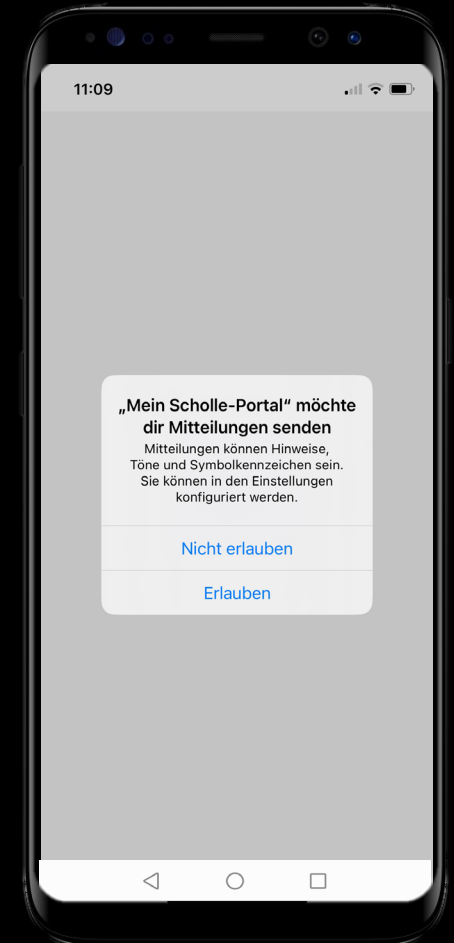 11:09
„Mein Scholle-Portal“ möchte
dir Mitteilungen senden
Mitteilungen können Hinweise,
Töne und Symbolkennzeichen sein.
Sie können in den Einstellungen
konfiguriert werden.
Nicht erlauben
Erlauben